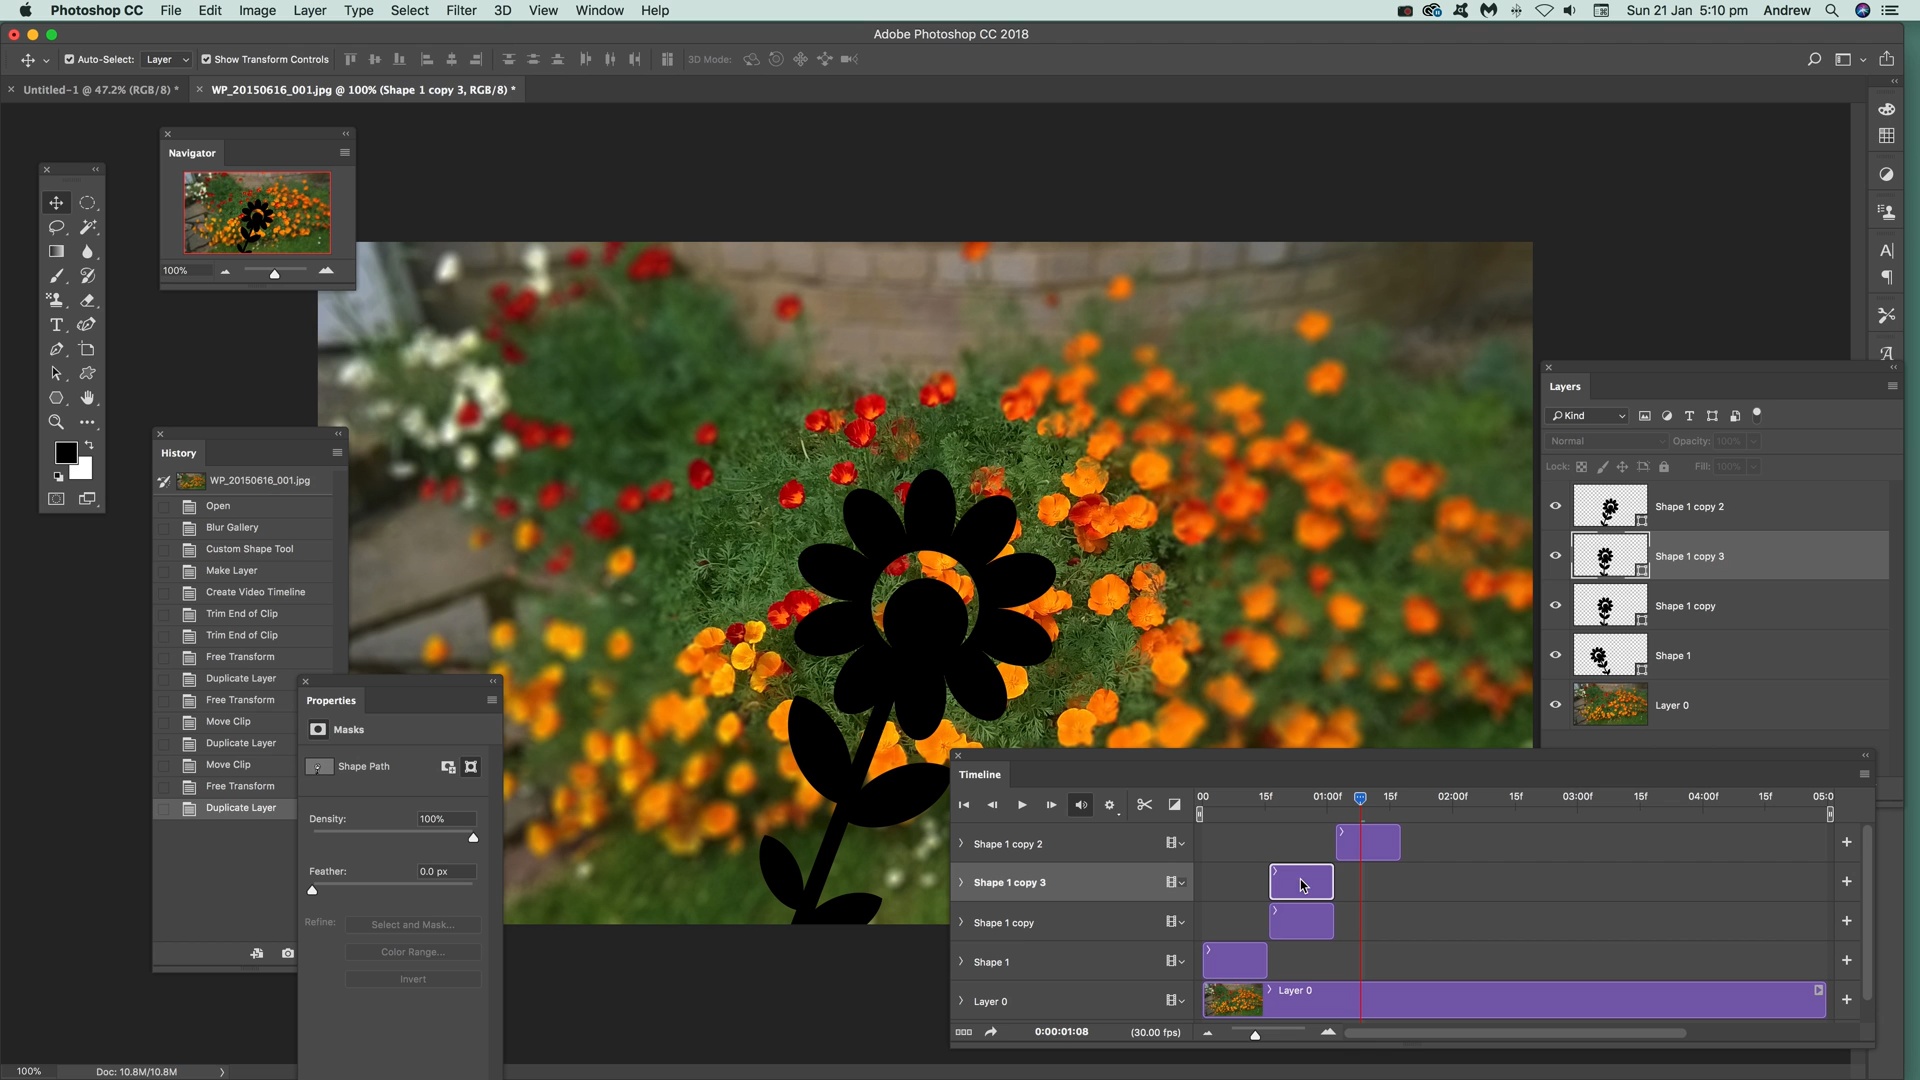 Photoshop CC File Edit Image Layer Type Select Filter 3D View Window Help Sun 21 Jan 5:10 pm Andrew
Adobe Photoshop CC 2018
Auto-Select: Layer Show Transform Controls 3D Mode:
Untitled-1 @ 47.2% (RGB/8) * WP_20150616_001.jpg @ 100% (Shape 1 copy 3, RGB/8) *
Navigator
100%
History
WP_20150616_001.jpg
Open
Blur Gallery
Custom Shape Tool
Make Layer
Create Video Timeline
Trim End of Clip
Trim End of Clip
Free Transform
Duplicate Layer
Free Transform
Move Clip
Duplicate Layer
Move Clip
Free Transform
Duplicate Layer
Properties
Masks
Shape Path
Density: 100%
Feather: 0.0 px
Refine: Select and Mask...
Color Range...
Invert
Layers
Kind
Normal Opacity: 100%
Lock: Fill: 100%
Shape 1 copy 2
Shape 1 copy 3
Shape 1 copy
Shape 1
Layer 0
Timeline
00 15f 01:00f 15f 02:00f 15f 03:00f 15f 04:00f 15f 05:0
Shape 1 copy 2
Shape 1 copy 3
Shape 1 copy
Shape 1
Layer 0 Layer 0
0:00:01:08 (30.00 fps)
100% Doc: 10.8M/10.8M